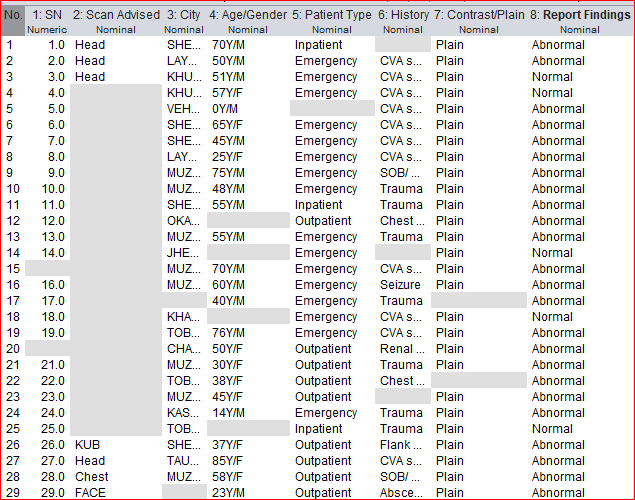 No. 1: SN 2: Scan Advised 3: City 4: Age/Gender 5: Patient Type 6: History 7: Contrast/Plain 8: Report Findings
Numeric Nominal Nominal Nominal Nominal Nominal Nominal Nominal
1 1.0 Head SHE... 70Y/M Inpatient Plain Abnormal
2 2.0 Head LAY... 50Y/M Emergency CVA s... Plain Abnormal
3 3.0 Head KHU... 51Y/M Emergency CVA s... Plain Normal
4 4.0 KHU... 57Y/F Emergency CVA s... Plain Normal
5 5.0 VEH... 0Y/M CVA s... Plain Abnormal
6 6.0 SHE... 65Y/F Emergency CVA s... Plain Abnormal
7 7.0 SHE... 45Y/M Emergency CVA s... Plain Abnormal
8 8.0 LAY... 25Y/F Emergency CVA s... Plain Abnormal
9 9.0 MUZ... 75Y/M Emergency SOB/ ... Plain Abnormal
10 10.0 MUZ... 48Y/M Emergency Trauma Plain Abnormal
11 11.0 SHE... 55Y/M Inpatient Trauma Plain Abnormal
12 12.0 OKA... Outpatient Chest ... Plain Abnormal
13 13.0 MUZ... 55Y/M Emergency Trauma Plain Abnormal
14 14.0 JHE... Emergency Plain Normal
15 MUZ... 70Y/M Emergency CVA s... Plain Abnormal
16 16.0 MUZ... 60Y/M Emergency Seizure Plain Abnormal
17 17.0 40Y/M Emergency Trauma Abnormal
18 18.0 KHA... Emergency CVA s... Plain Normal
19 19.0 TOB... 76Y/M Emergency CVA s... Plain Abnormal
20 CHA... 50Y/F Outpatient Renal ... Plain Abnormal
21 21.0 MUZ... 30Y/F Outpatient Trauma Plain Abnormal
22 22.0 TOB... 38Y/F Outpatient Chest ... Abnormal
23 23.0 MUZ... 45Y/F Outpatient Plain Abnormal
24 24.0 KAS... 14Y/M Emergency Trauma Plain Abnormal
25 25.0 TOB... Inpatient Trauma Plain Normal
26 26.0 KUB SHE... 37Y/F Outpatient Flank ... Plain Abnormal
27 27.0 Head TAU... 85Y/F Outpatient CVA s... Plain Abnormal
28 28.0 Chest MUZ... 58Y/F Outpatient SOB/ ... Plain Abnormal
29 29.0 FACE 23Y/M Outpatient Absce... Plain Abnormal